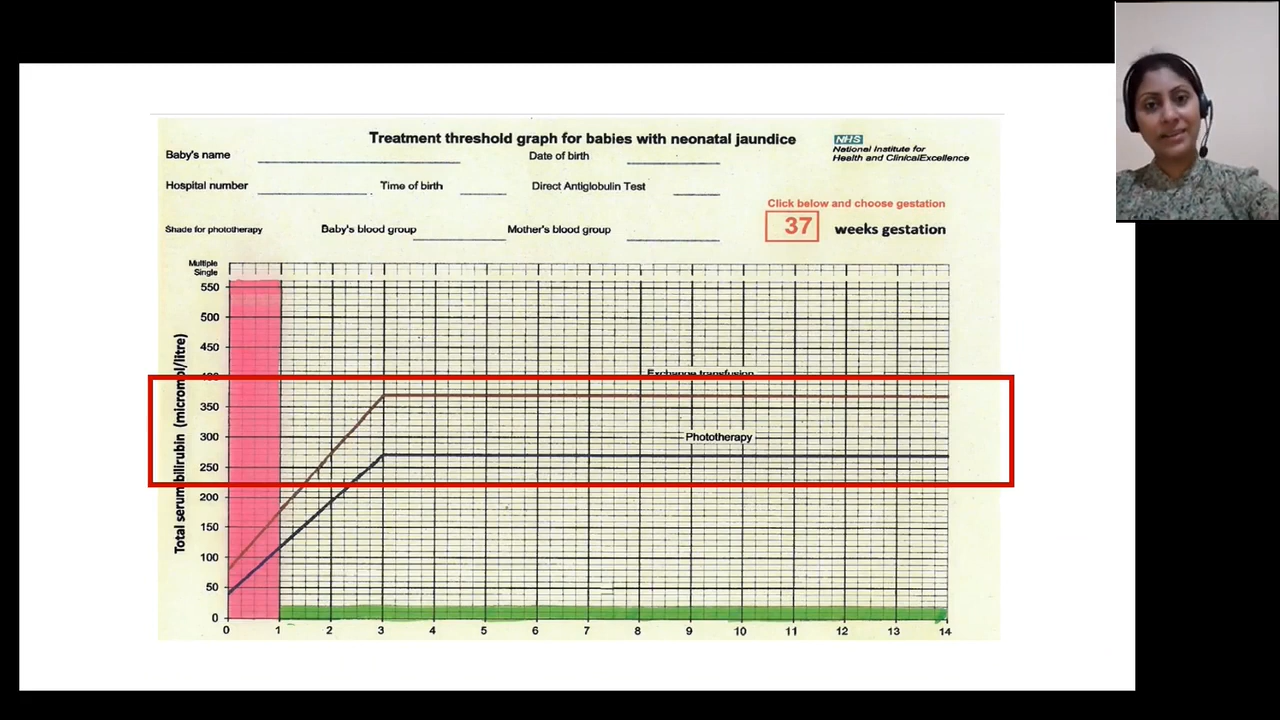 Treatment threshold graph for babies with neonatal jaundice
NHS
National Institute for
Health and ClinicalExcellence
Baby's name
Date of birth
Hospital number
Time of birth
Direct Antiglobulin Test
Click below and choose gestation
37
weeks gestation
Shade for phototherapy
Baby's blood group
Mother's blood group
Multiple
Single
Total serum bilirubin (micromol/litre)
550
500
450
400
350
300
250
200
150
100
50
0
Exchange transfusion
Phototherapy
0 1 2 3 4 5 6 7 8 9 10 11 12 13 14